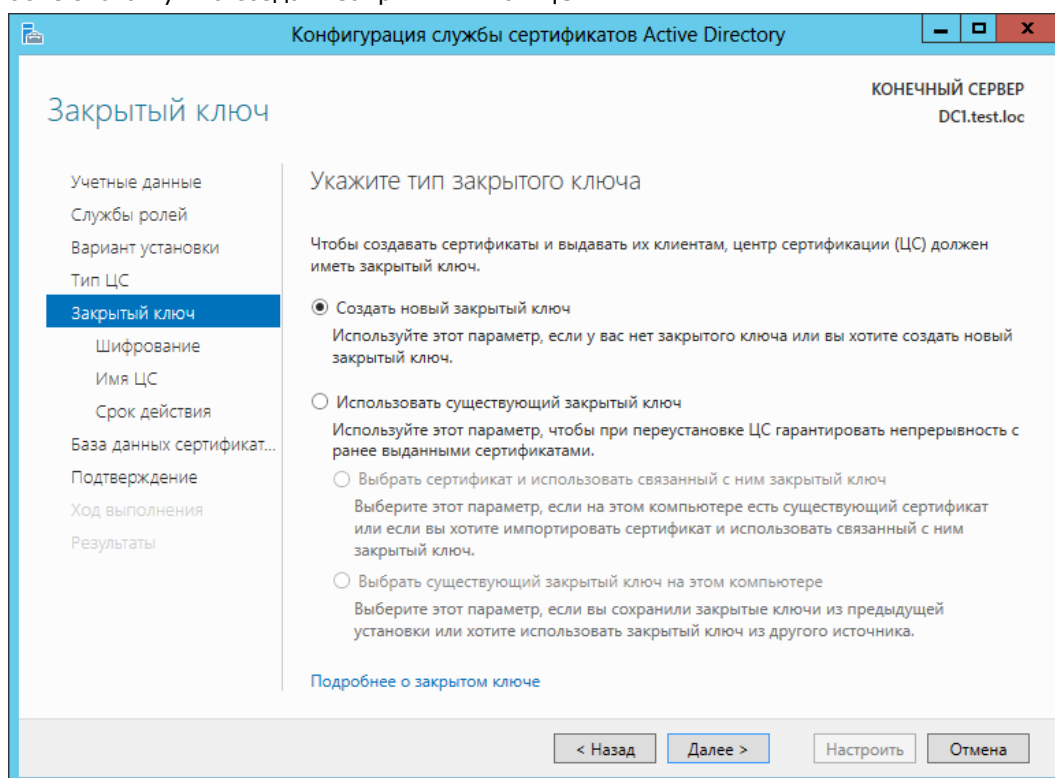 Конфигурация службы сертификатов Active Directory
Закрытый ключ
КОНЕЧНЫЙ СЕРВЕР
DC1.test.loc
Учетные данные
Службы ролей
Вариант установки
Тип ЦС
Закрытый ключ
Шифрование
Имя ЦС
Срок действия
База данных сертификат...
Подтверждение
Ход выполнения
Результаты
Укажите тип закрытого ключа
Чтобы создавать сертификаты и выдавать их клиентам, центр сертификации (ЦС) должен
иметь закрытый ключ.
Создать новый закрытый ключ
Используйте этот параметр, если у вас нет закрытого ключа или вы хотите создать новый
закрытый ключ.
Использовать существующий закрытый ключ
Используйте этот параметр, чтобы при переустановке ЦС гарантировать непрерывность с
ранее выданными сертификатами.
Выбрать сертификат и использовать связанный с ним закрытый ключ
Выберите этот параметр, если на этом компьютере есть существующий сертификат
или если вы хотите импортировать сертификат и использовать связанный с ним
закрытый ключ.
Выбрать существующий закрытый ключ на этом компьютере
Выберите этот параметр, если вы сохранили закрытые ключи из предыдущей
установки или хотите использовать закрытый ключ из другого источника.
Подробнее о закрытом ключе
< Назад
Далее >
Настроить
Отмена